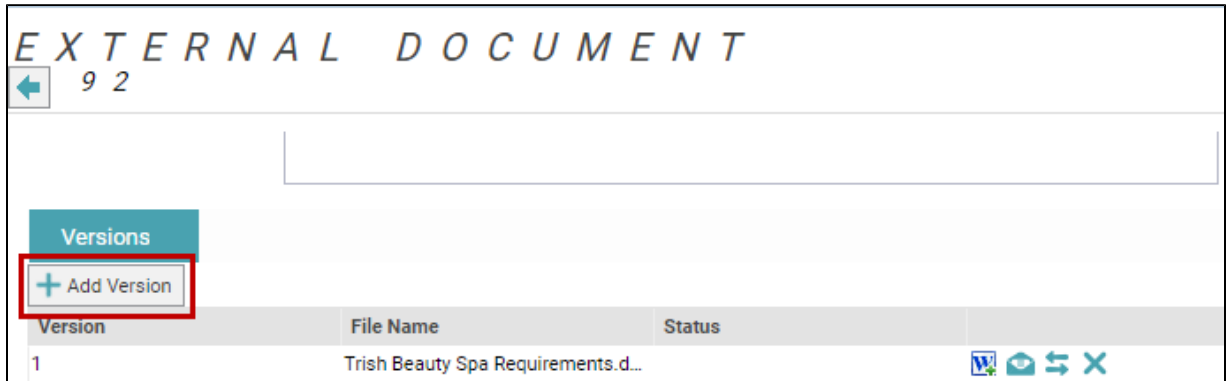 EXTERNAL DOCUMENT
92
Versions
Add Version
Version File Name Status
1 Trish Beauty Spa Requirements.d...